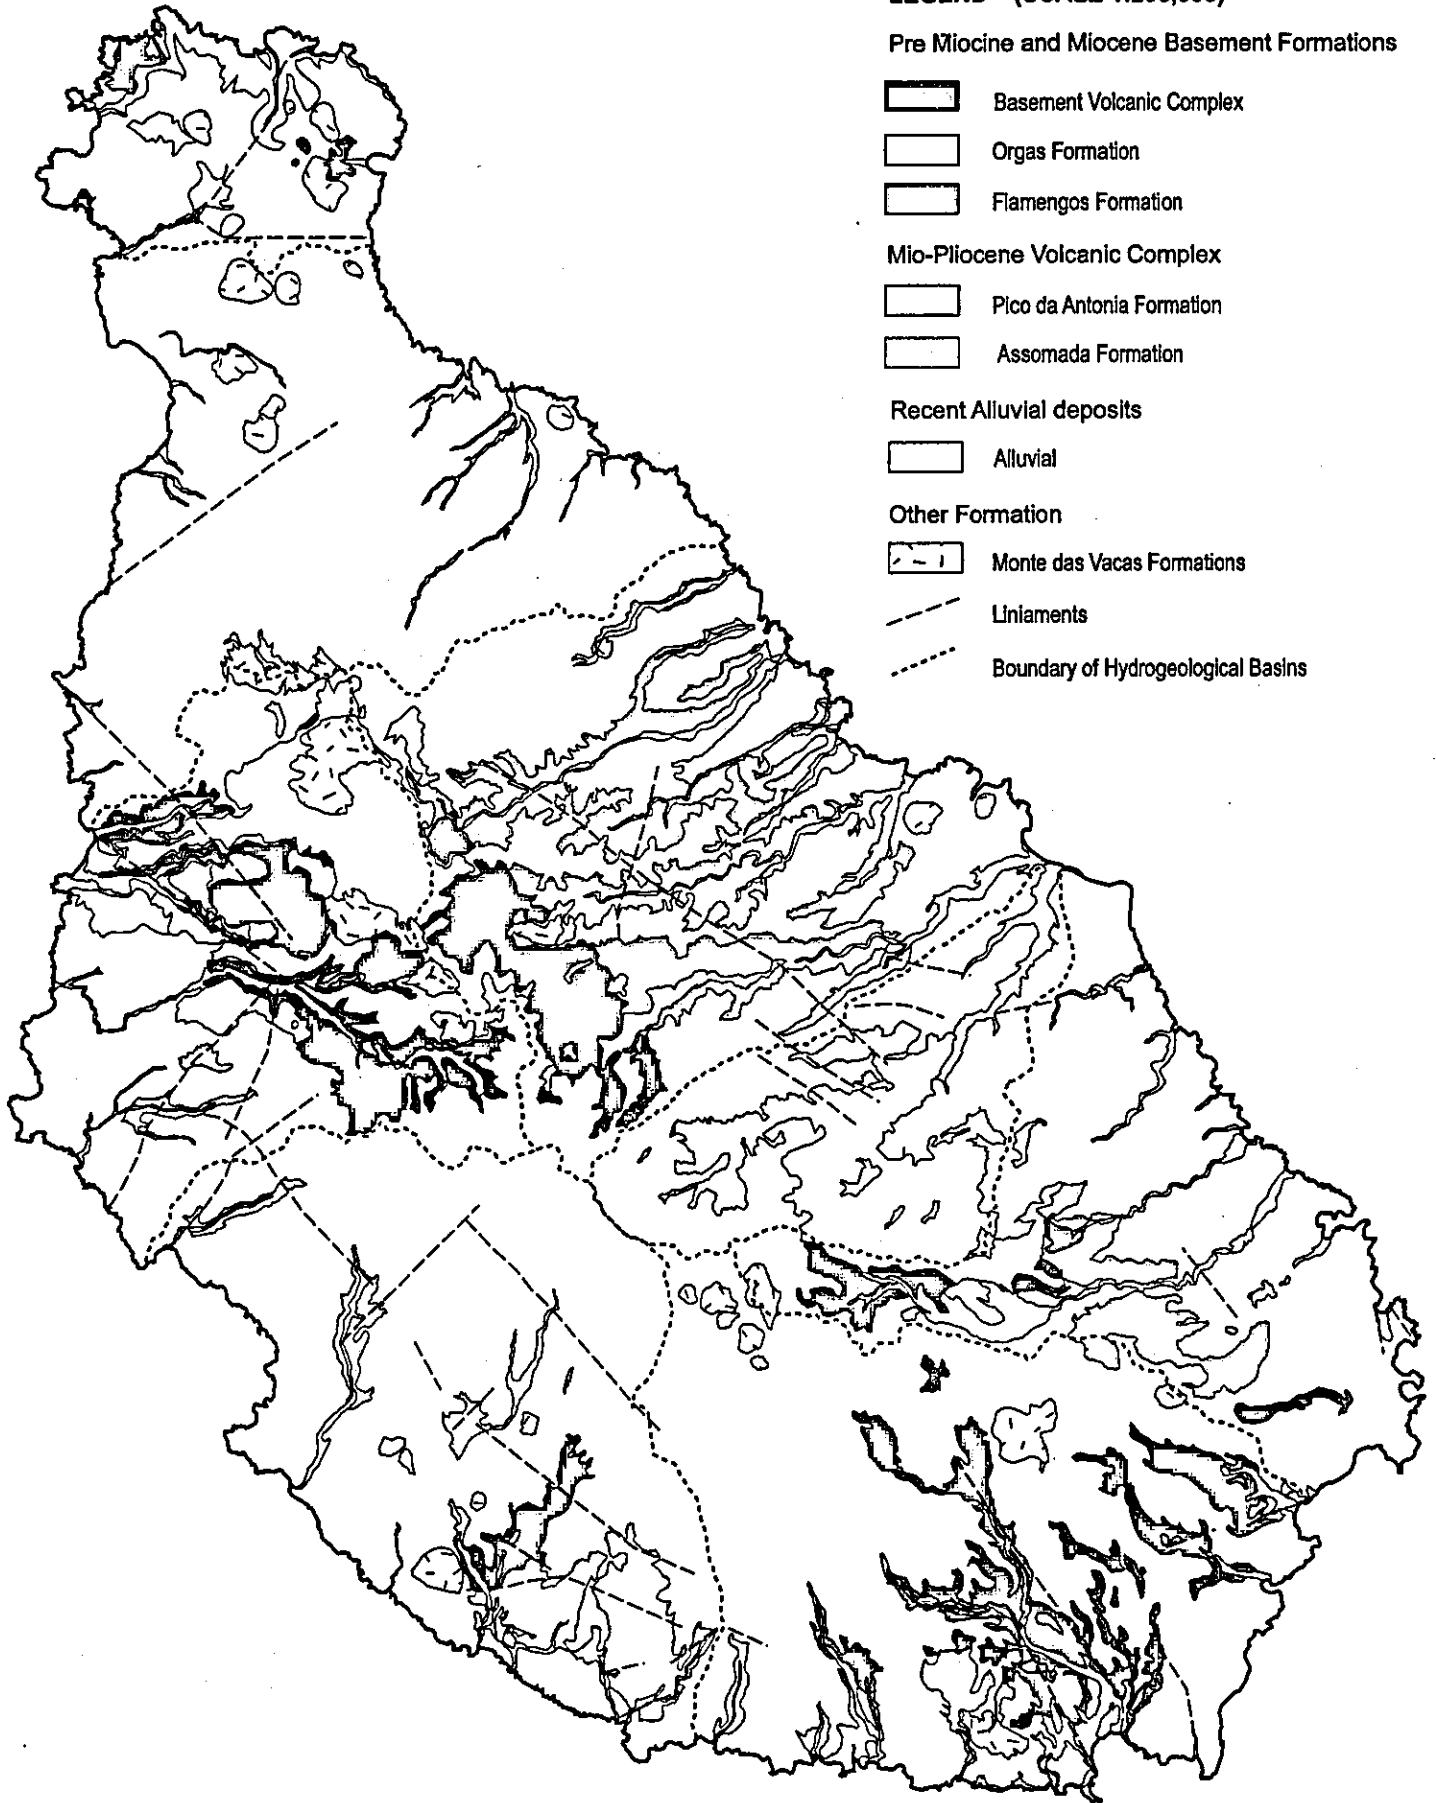 Pre Miocine and Miocene Basement Formations
Basement Volcanic Complex
Orgas Formation
Flamengos Formation
Mio-Pliocene Volcanic Complex
Pico da Antonia Formation
Assomada Formation
Recent Alluvial deposits
Alluvial
Other Formation
Monte das Vacas Formations
Liniaments
Boundary of Hydrogeological Basins